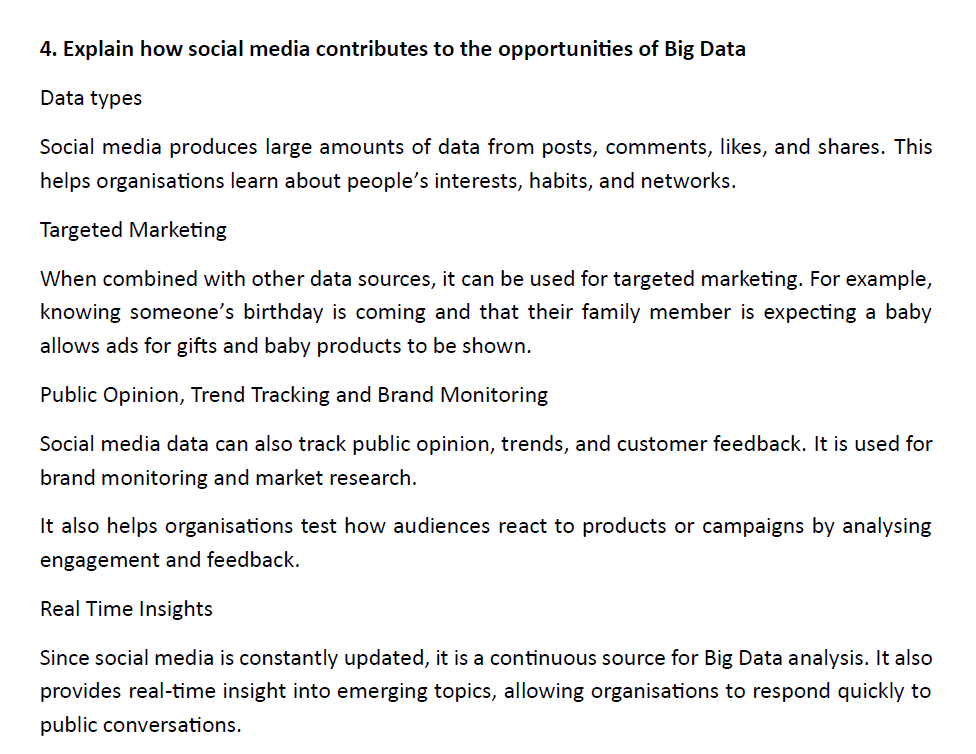 4. Explain how social media contributes to the opportunities of Big Data
Data types
Social media produces large amounts of data from posts, comments, likes, and shares. This
helps organisations learn about people’s interests, habits, and networks.
Targeted Marketing
When combined with other data sources, it can be used for targeted marketing. For example,
knowing someone’s birthday is coming and that their family member is expecting a baby
allows ads for gifts and baby products to be shown.
Public Opinion, Trend Tracking and Brand Monitoring
Social media data can also track public opinion, trends, and customer feedback. It is used for
brand monitoring and market research.
It also helps organisations test how audiences react to products or campaigns by analysing
engagement and feedback.
Real Time Insights
Since social media is constantly updated, it is a continuous source for Big Data analysis. It also
provides real-time insight into emerging topics, allowing organisations to respond quickly to
public conversations.